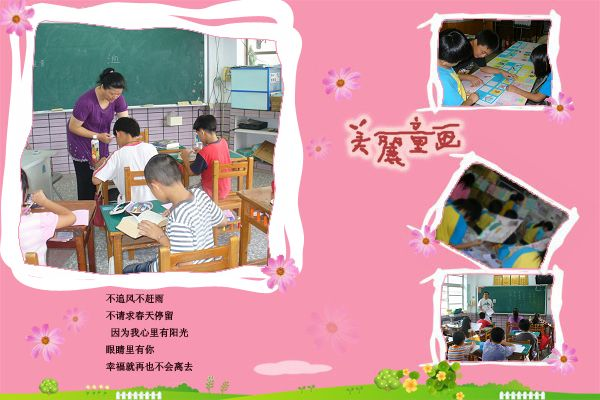 美麗童画
不追风不赶雨
不请求春天停留
因为我心里有阳光
眼睛里有你
幸福就再也不会离去